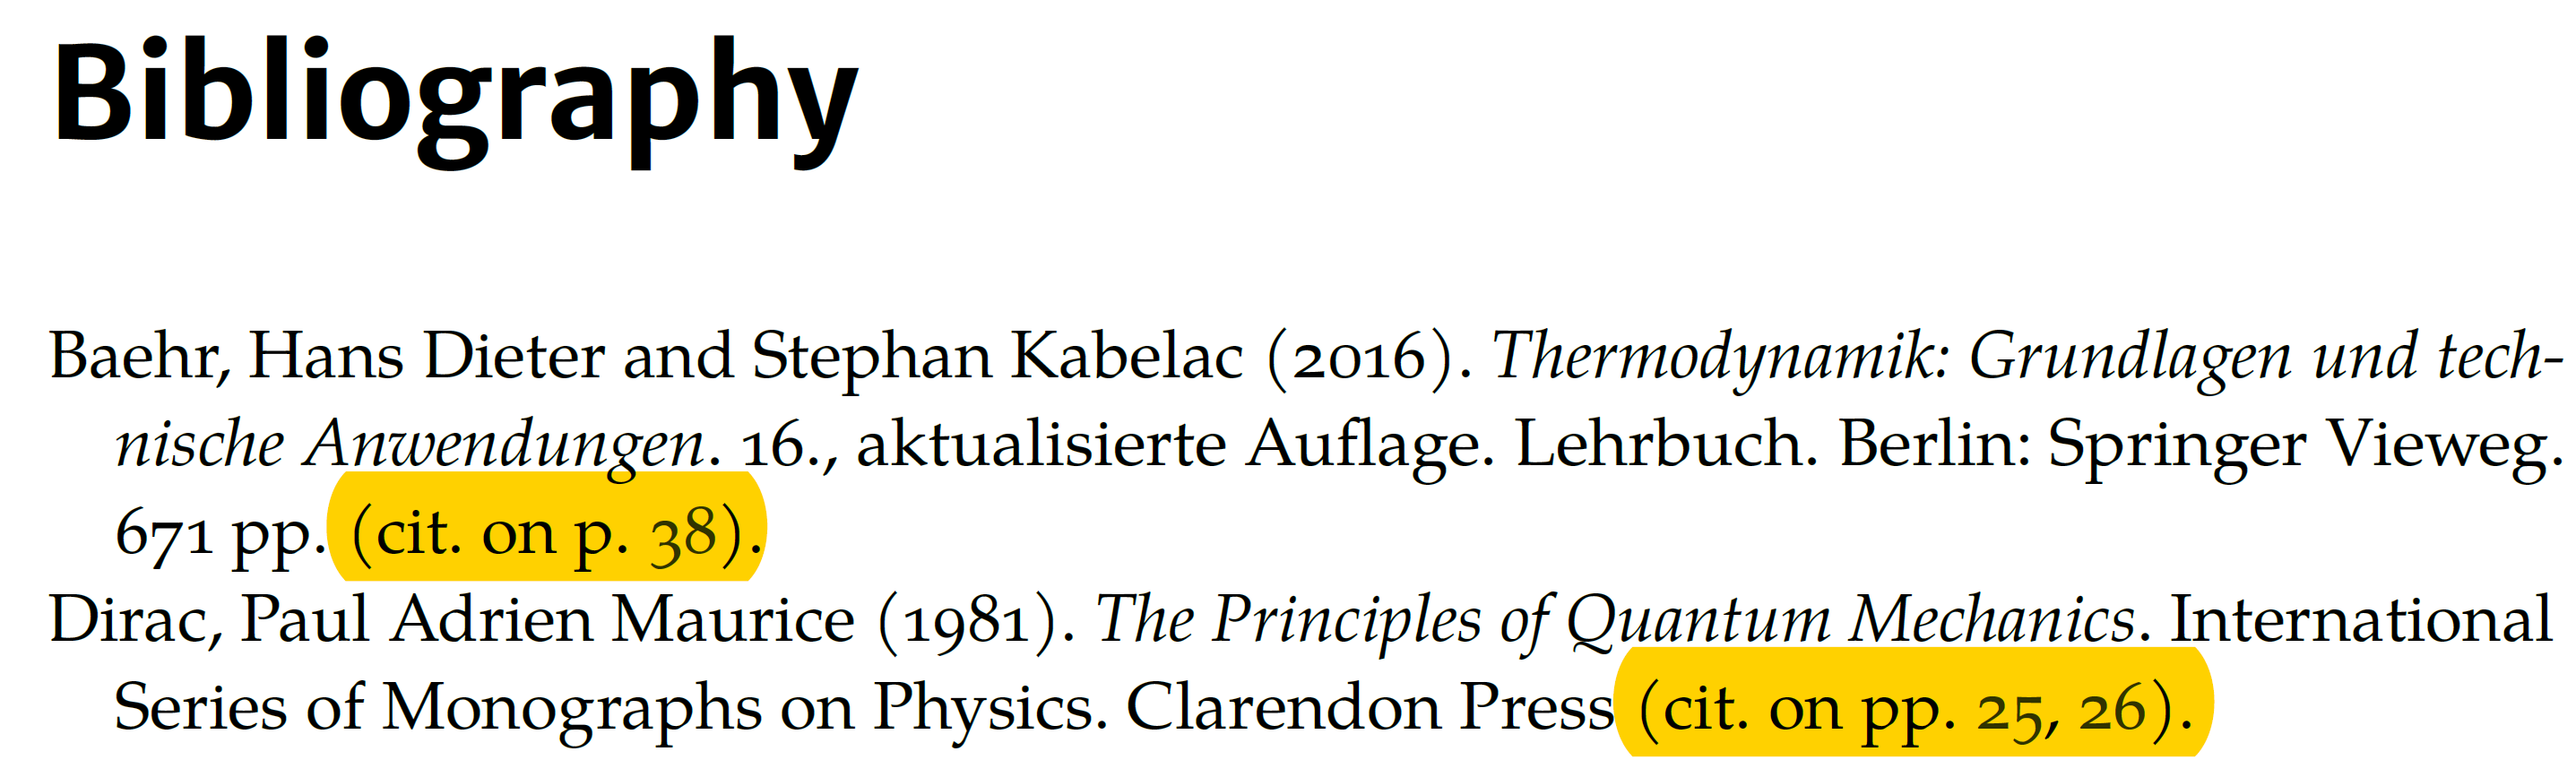 Bibliography
Baehr, Hans Dieter and Stephan Kabelac (2016). Thermodynamik: Grundlagen und tech-
nische Anwendungen. 16., aktualisierte Auflage. Lehrbuch. Berlin: Springer Vieweg.
671 pp. (cit. on p. 38).
Dirac, Paul Adrien Maurice (1981). The Principles of Quantum Mechanics. International
Series of Monographs on Physics. Clarendon Press (cit. on pp. 25, 26).